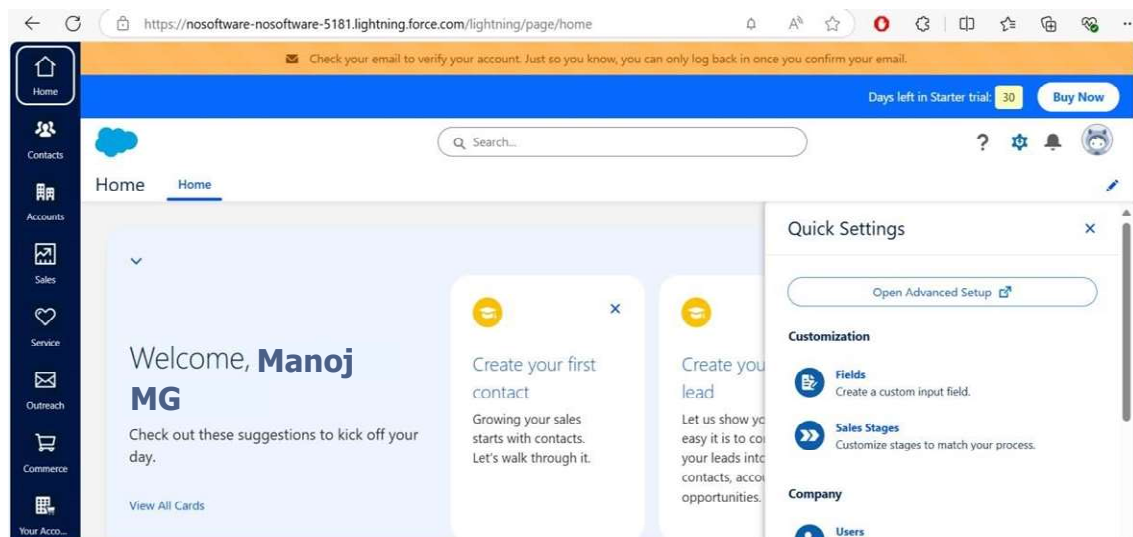 https://nosoftware-nosoftware-5181.lightning.force.com/lightning/page/home
Check your email to verify your account. Just so you know, you can only log back in once you confirm your email.
Days left in Starter trial: 30 Buy Now
Home
Contacts
Accounts
Sales
Service
Outreach
Commerce
Your Acco...
Search...
Home Home
Welcome, Manoj
MG
Check out these suggestions to kick off your
day.
View All Cards
Create your first
contact
Growing your sales
starts with contacts.
Let's walk through it.
Create you
lead
Let us show yo
easy it is to co
your leads into
contacts, accou
opportunities.
Quick Settings
Open Advanced Setup
Customization
Fields
Create a custom input field.
Sales Stages
Customize stages to match your process.
Company
Users